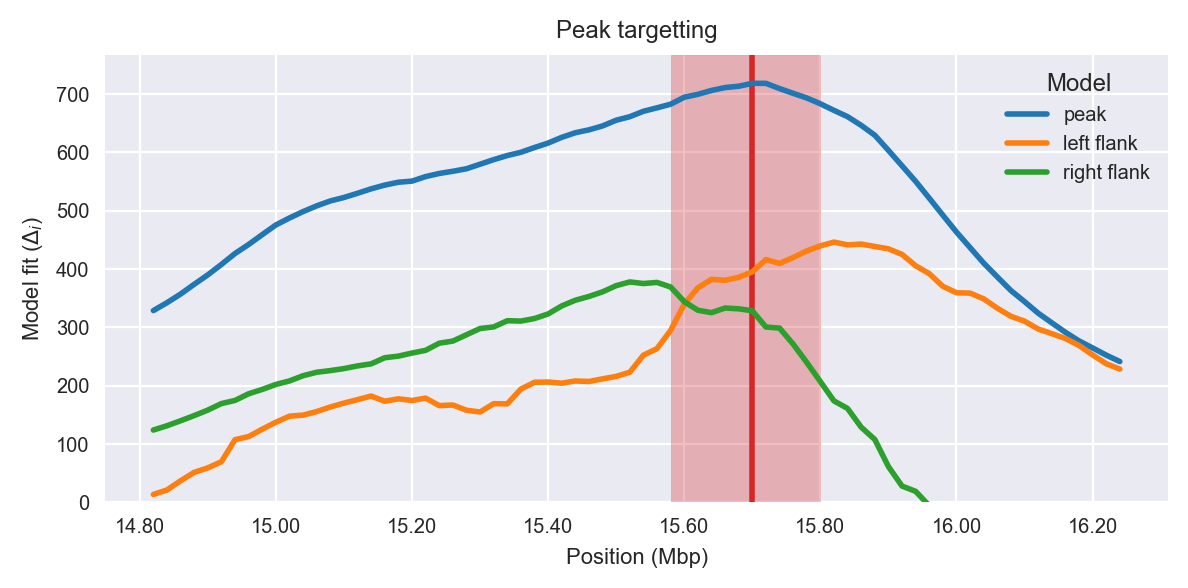 Peak targetting
Model
peak
left flank
right flank
Model fit (Δᵢ)
700
600
500
400
300
200
100
0
14.80 15.00 15.20 15.40 15.60 15.80 16.00 16.20
Position (Mbp)